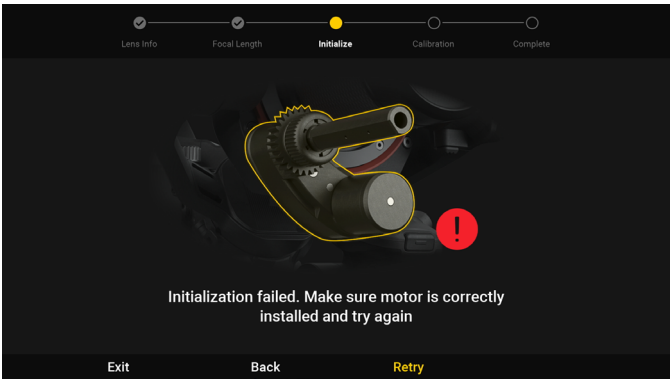 Lens Info
Focal Length
Initialize
Calibration
Complete
Initialization failed. Make sure motor is correctly
installed and try again
Exit
Back
Retry